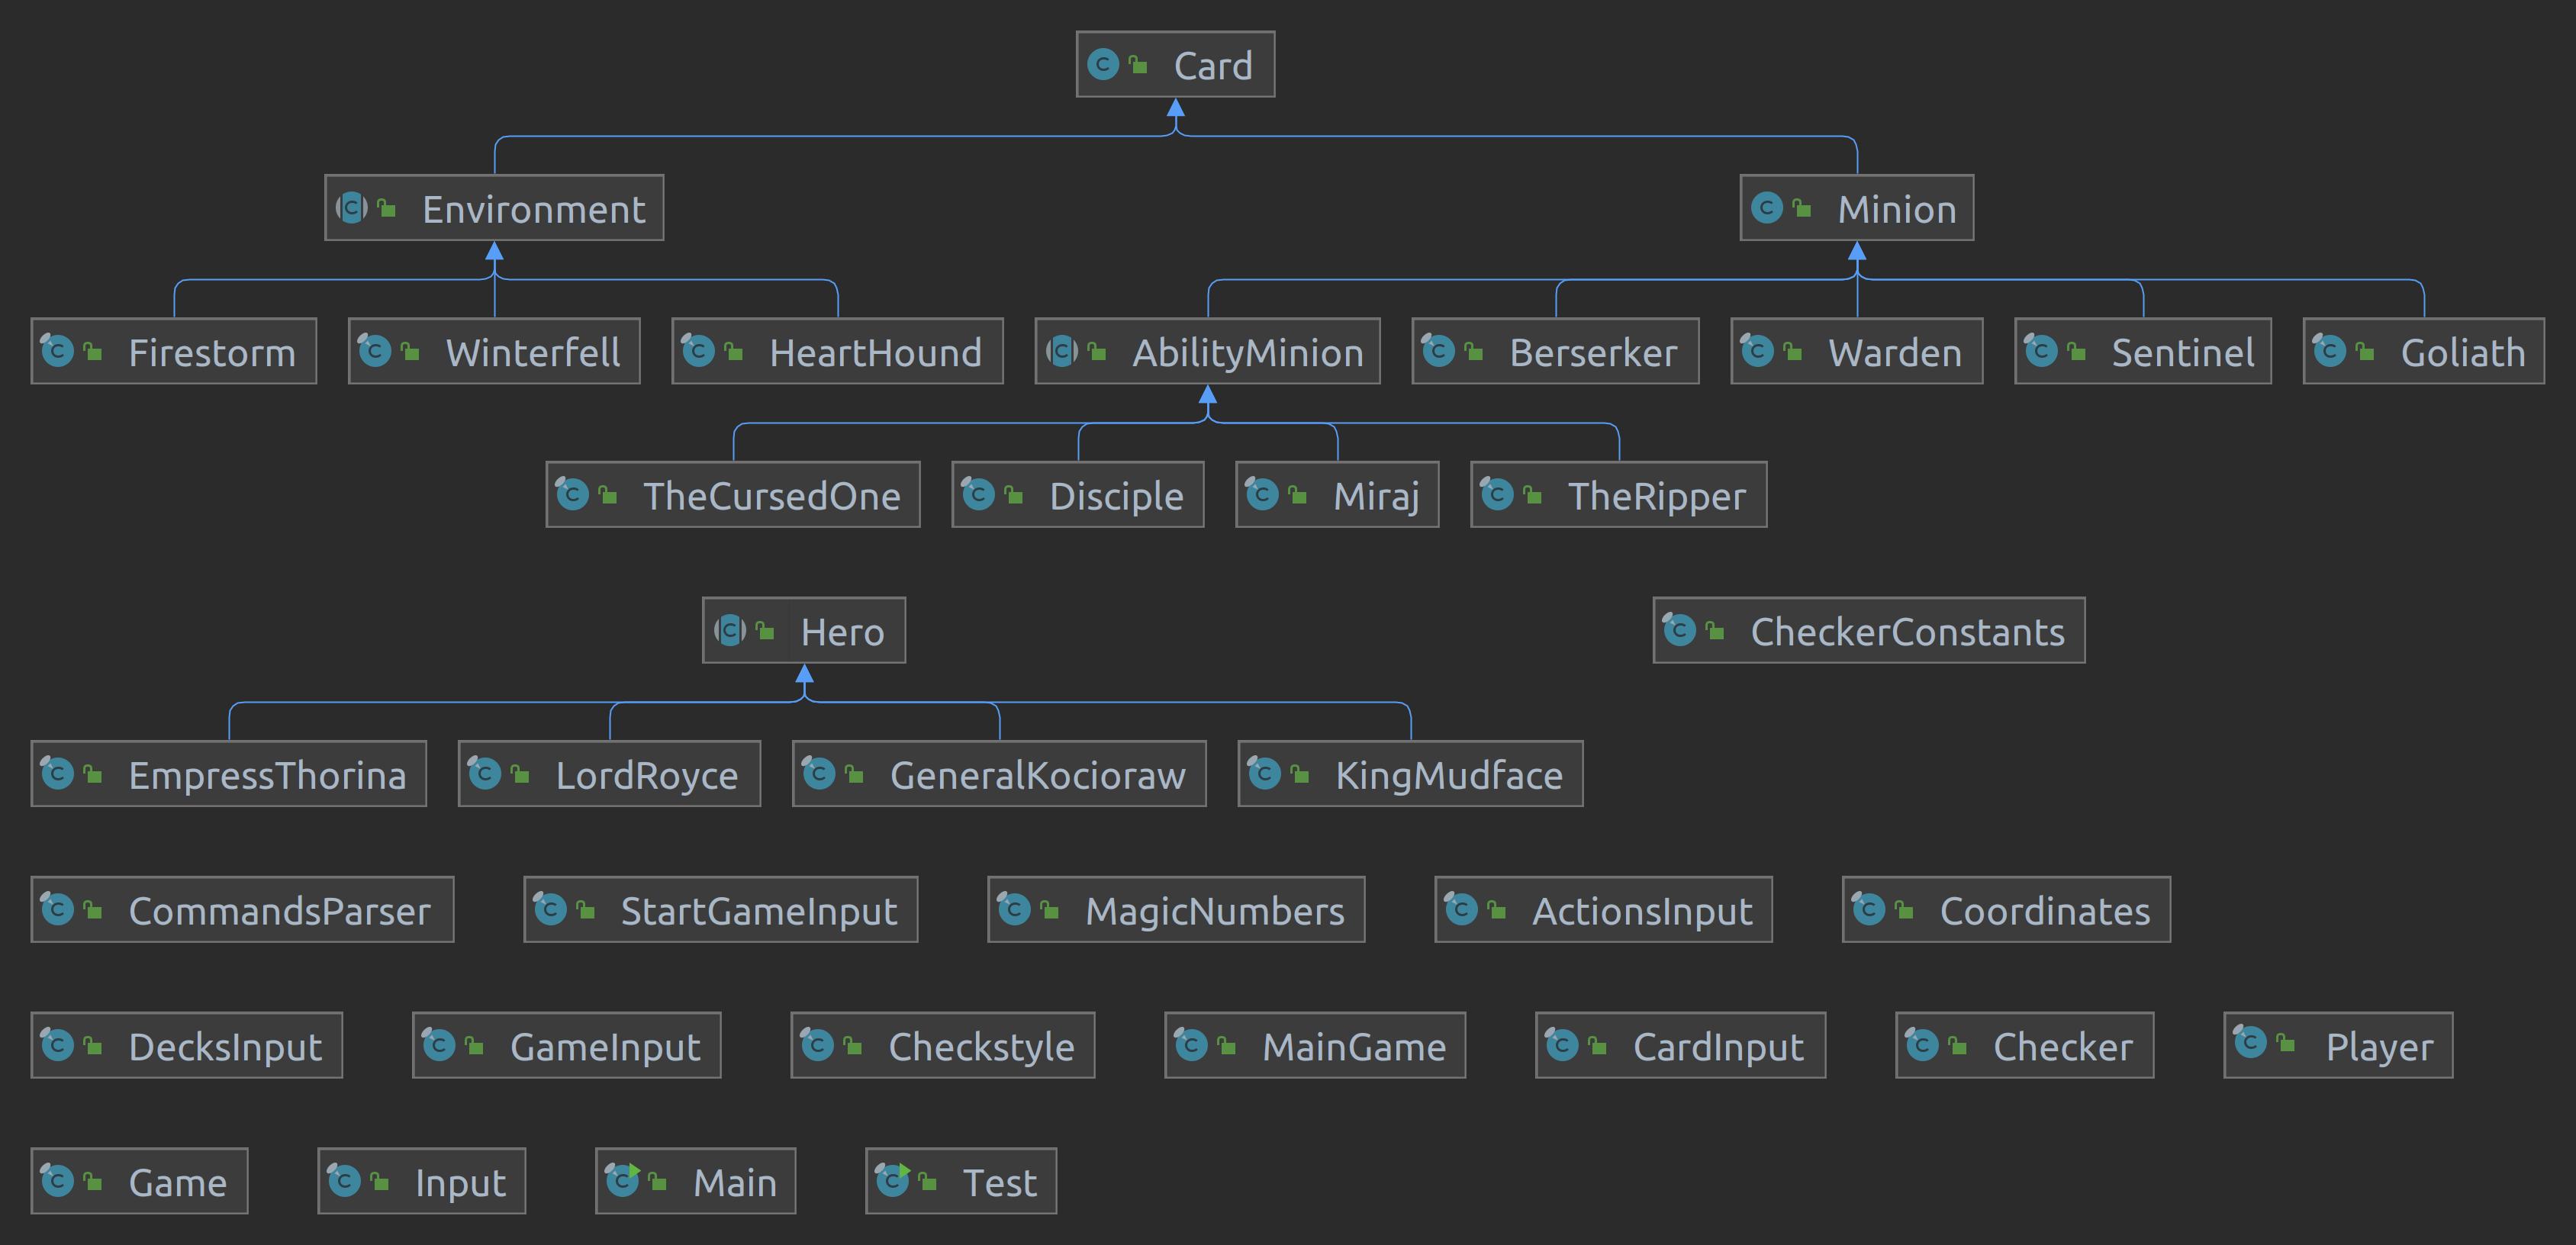 Card
Environment Minion
Firestorm Winterfell HeartHound AbilityMinion Berserker Warden Sentinel Goliath
TheCursedOne Disciple Miraj TheRipper
Hero CheckerConstants
EmpressThorina LordRoyce GeneralKocioraw KingMudface
CommandsParser StartGameInput MagicNumbers ActionsInput Coordinates
DecksInput GameInput Checkstyle MainGame CardInput Checker Player
Game Input Main Test